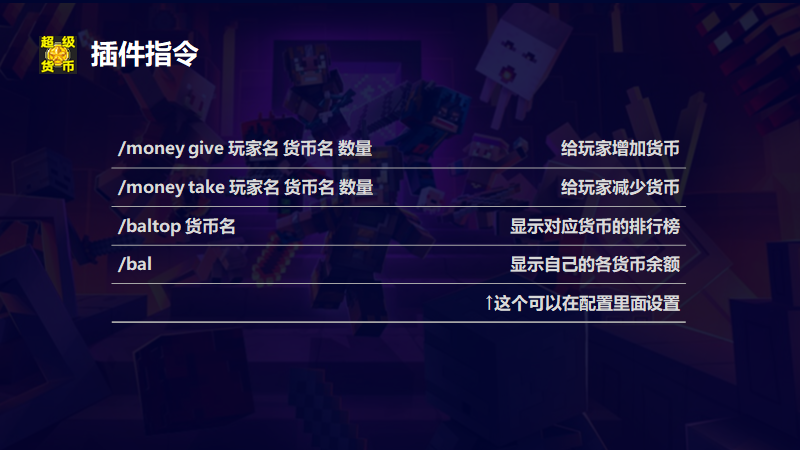 超级
货币
插件指令
/money give 玩家名 货币名 数量 给玩家增加货币
/money take 玩家名 货币名 数量 给玩家减少货币
/baltop 货币名 显示对应货币的排行榜
/bal 显示自己的各货币余额
↑这个可以在配置里面设置